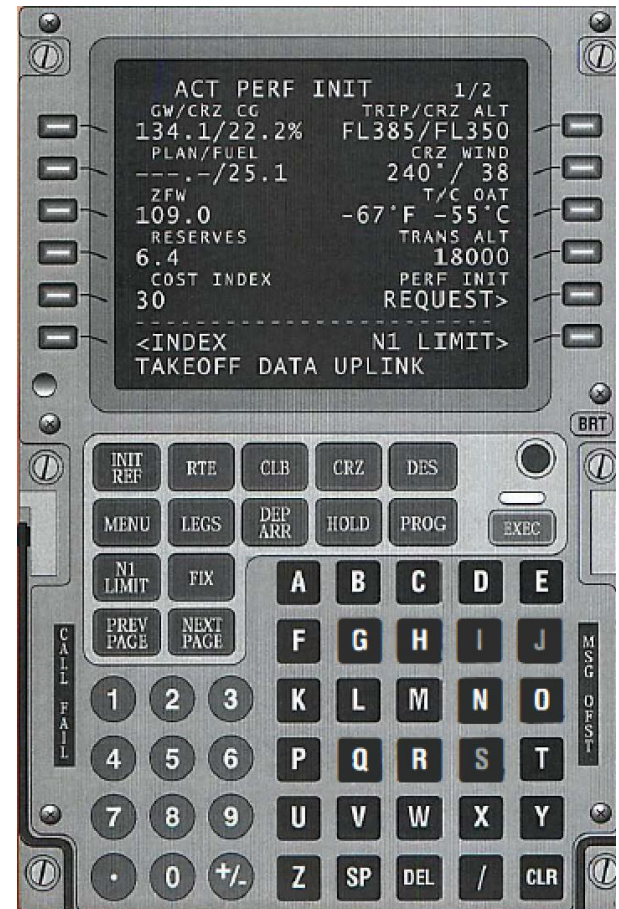 ACT PERF INIT 1/2
GW/CRZ CG TRIP/CRZ ALT
134.1/22.2% FL385/FL350
PLAN/FUEL CRZ WIND
---.-/25.1 240°/ 38
ZFW T/C OAT
109.0 -67°F -55°C
RESERVES TRANS ALT
6.4 18000
COST INDEX PERF INIT
30 REQUEST>
--------------------
<INDEX N1 LIMIT>
TAKEOFF DATA UPLINK
BRT
INIT REF RTE CLB CRZ DES
MENU LEGS DEP ARR HOLD PROG EXEC
N1 LIMIT FIX
PREV PAGE NEXT PAGE
A B C D E
F G H I J
1 2 3 K L M N O
4 5 6 P Q R S T
7 8 9 U V W X Y
. 0 +/- Z SP DEL / CLR
CALL FAIL
MSG OFST